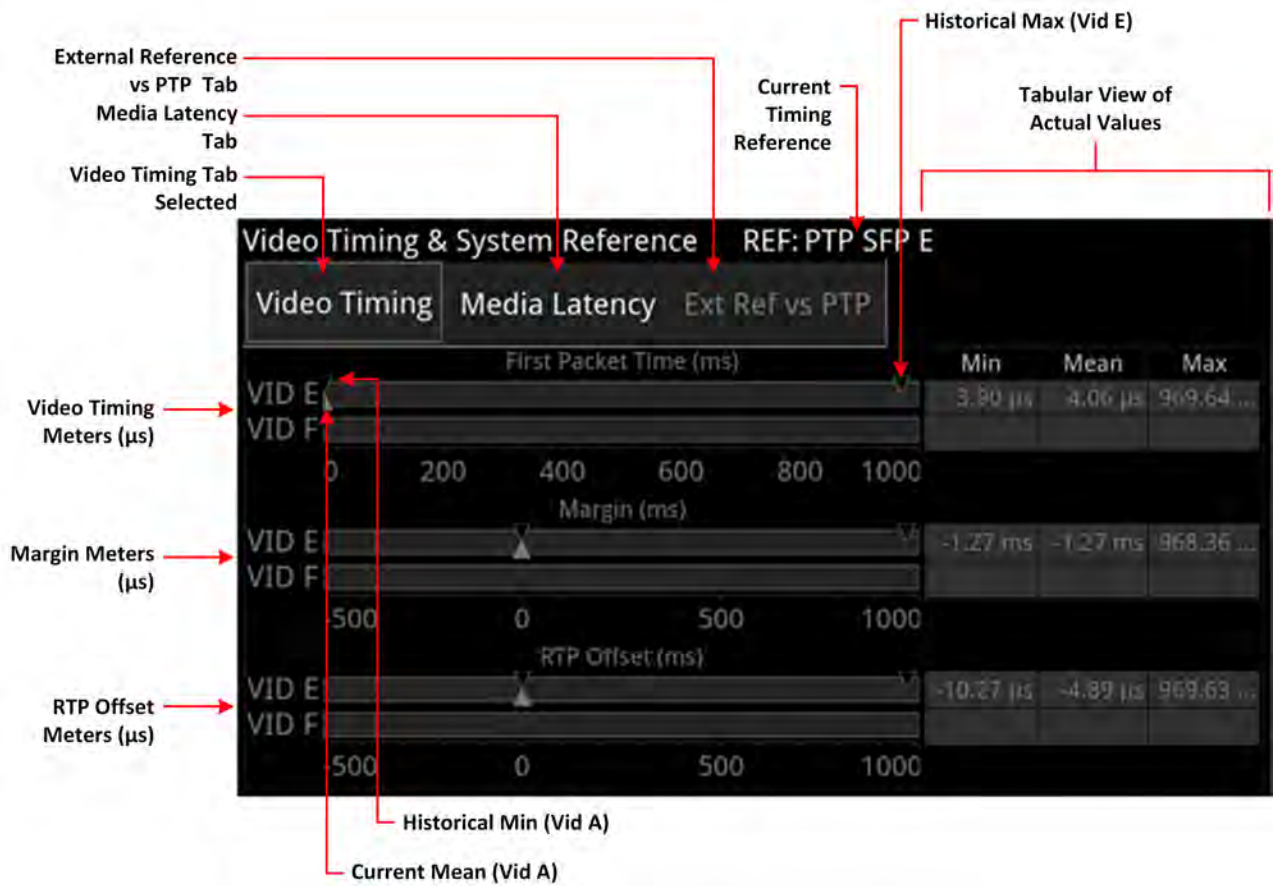 Historical Max (Vid E)
External Reference
vs PTP Tab
Media Latency
Tab
Video Timing Tab
Selected
Current
Timing
Reference
Tabular View of
Actual Values
Video Timing & System Reference REF: PTP SFP E
Video Timing Media Latency Ext Ref vs PTP
First Packet Time (ms) Min Mean Max
Video Timing
Meters (µs)
VID E 3.90 µs 4.06 µs 969.64 ...
VID F
0 200 400 600 800 1000
Margin (ms)
Margin Meters
(µs)
VID E -1.27 ms -1.27 ms 968.36 ...
VID F
-500 0 500 1000
RTP Offset (ms)
RTP Offset
Meters (µs)
VID E -10.27 µs -4.89 µs 969.63 ...
VID F
-500 0 500 1000
Historical Min (Vid A)
Current Mean (Vid A)